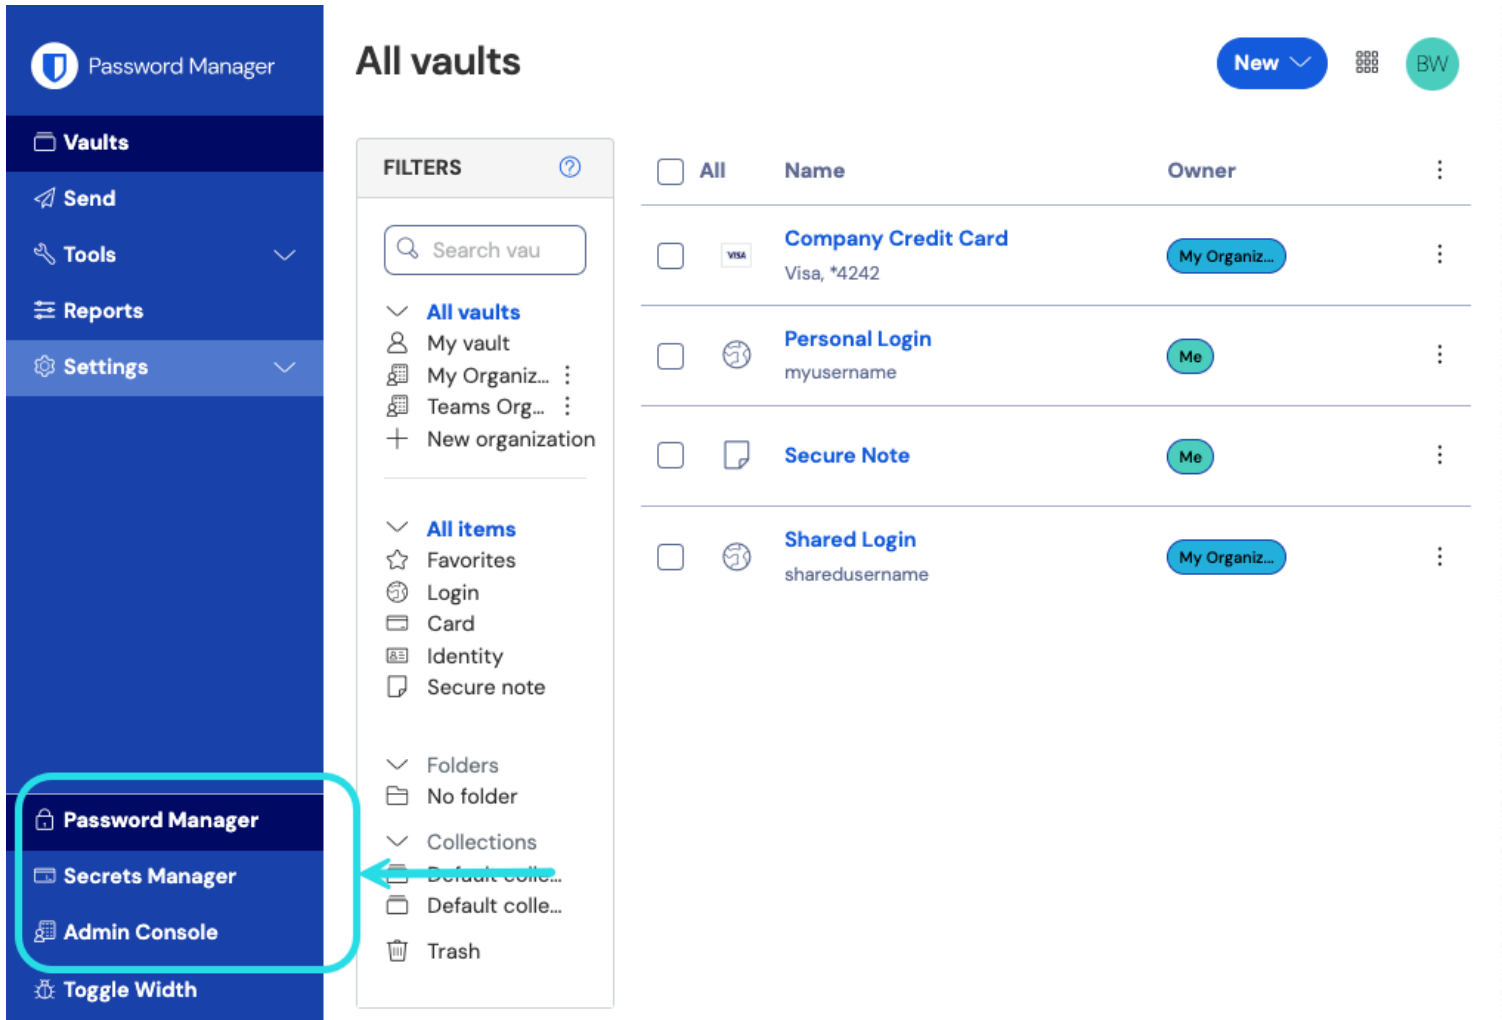 Password Manager
Vaults
Send
Tools
Reports
Settings
Password Manager
Secrets Manager
Admin Console
Toggle Width
All vaults
New
BW
FILTERS
Search vau
All vaults
My vault
My Organiz...
Teams Org...
New organization
All items
Favorites
Login
Card
Identity
Secure note
Folders
No folder
Collections
Default colle...
Default colle...
Trash
All Name Owner
VISA Company Credit Card My Organiz...
Visa, *4242
Personal Login Me
myusername
Secure Note Me
Shared Login My Organiz...
sharedusername